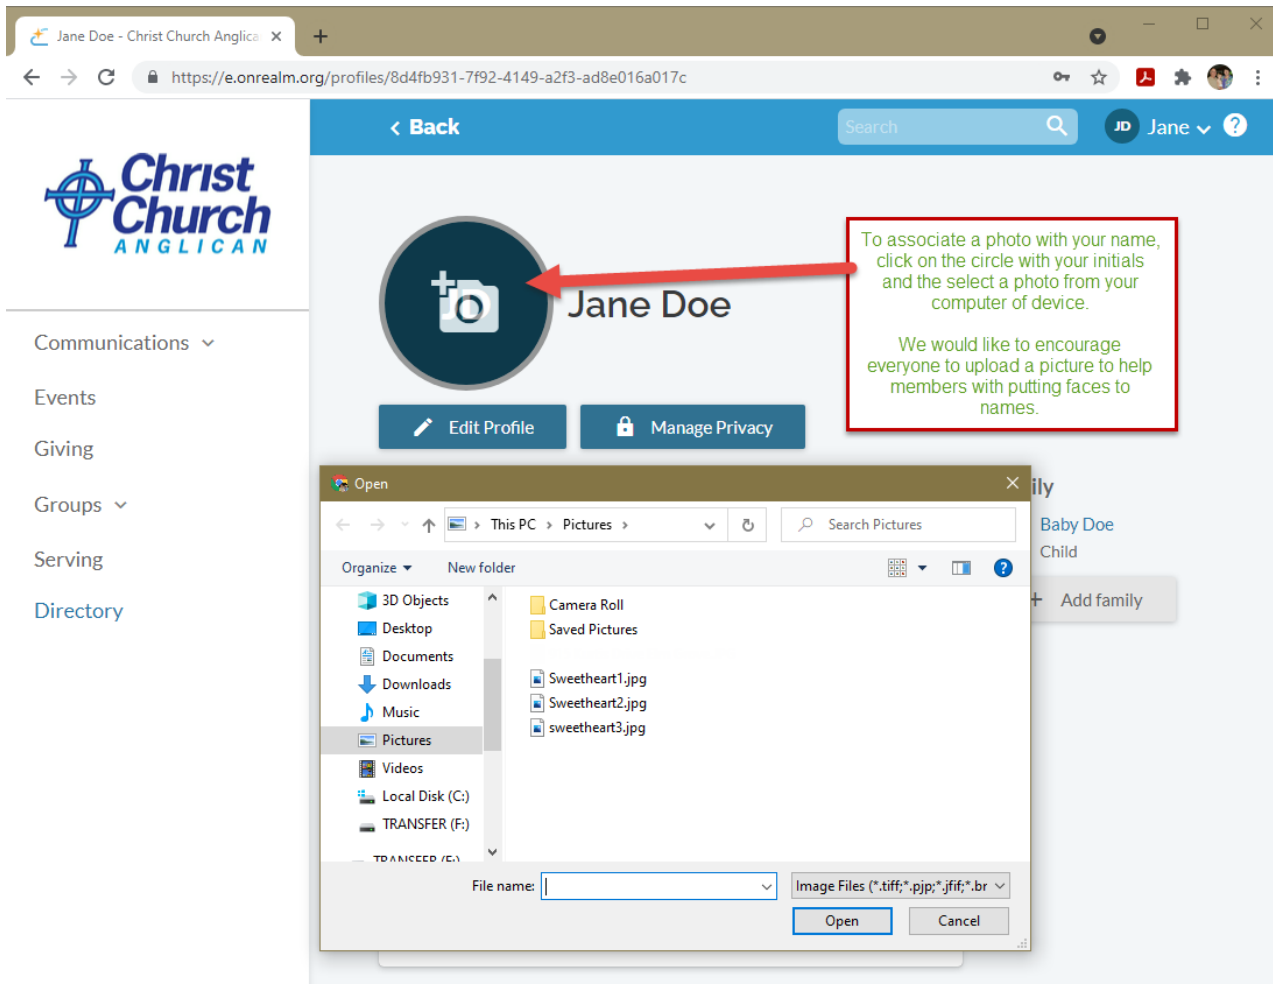 Jane Doe - Christ Church Anglica
https://e.onrealm.org/profiles/8d4fb931-7f92-4149-a2f3-ad8e016a017c
Christ
Church
ANGLICAN
Back
Search
JD
Jane
?
Communications
Events
Giving
Groups
Serving
Directory
JD
Jane Doe
To associate a photo with your name,
click on the circle with your initials
and the select a photo from your
computer of device.
We would like to encourage
everyone to upload a picture to help
members with putting faces to
names.
Edit Profile
Manage Privacy
ily
Baby Doe
Child
+ Add family
Open
This PC > Pictures >
Search Pictures
Organize
New folder
?
3D Objects
Desktop
Documents
Downloads
Music
Pictures
Videos
Local Disk (C:)
TRANSFER (F:)
TRANSFER (F:)
Camera Roll
Saved Pictures
Sweetheart1.jpg
Sweetheart2.jpg
sweetheart3.jpg
File name:
Image Files (*.tiff;*.pjp;*.jfif;*.br
Open
Cancel